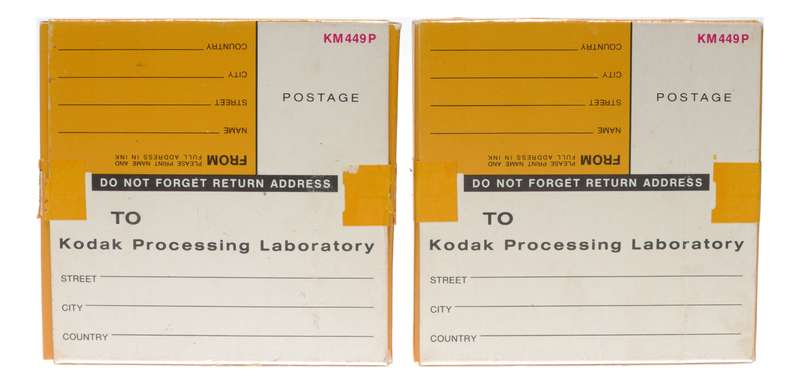 KM449P
POSTAGE
FROM PLEASE PRINT NAME AND
FULL ADDRESS IN INK
NAME
STREET
CITY
COUNTRY
DO NOT FORGET RETURN ADDRESS
TO
Kodak Processing Laboratory
STREET
CITY
COUNTRY
KM449P
POSTAGE
FROM PLEASE PRINT NAME AND
FULL ADDRESS IN INK
NAME
STREET
CITY
COUNTRY
DO NOT FORGET RETURN ADDRESS
TO
Kodak Processing Laboratory
STREET
CITY
COUNTRY